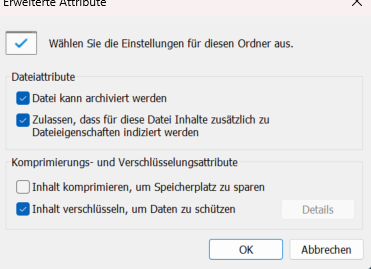 Erweiterte Attribute
Wählen Sie die Einstellungen für diesen Ordner aus.
Dateiattribute
Datei kann archiviert werden
Zulassen, dass für diese Datei Inhalte zusätzlich zu
Dateieigenschaften indiziert werden
Komprimierungs- und Verschlüsselungsattribute
Inhalt komprimieren, um Speicherplatz zu sparen
Inhalt verschlüsseln, um Daten zu schützen
Details
OK
Abbrechen